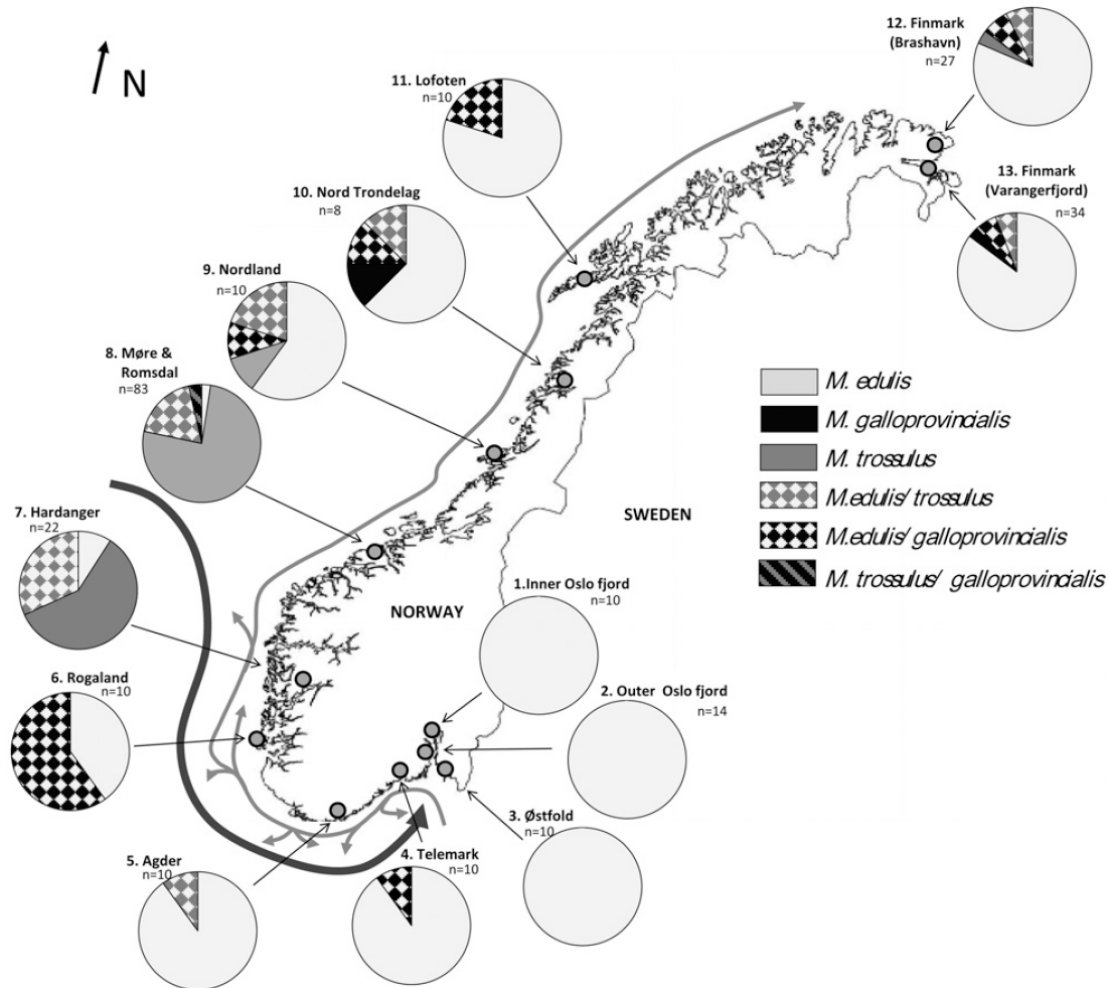 12. Finmark
(Brashavn)
n=27
N
11. Lofoten
n=10
13. Finmark
(Varangerfjord)
n=34
10. Nord Trondelag
n=8
9. Nordland
n=10
8. Møre &
Romsdal
n=83
M. edulis
M. galloprovincialis
M. trossulus
M.edulis/ trossulus
M.edulis/ galloprovincialis
M. trossulus/ galloprovincialis
7. Hardanger
n=22
SWEDEN
NORWAY
1.Inner Oslo fjord
n=10
6. Rogaland
n=10
2. Outer Oslo fjord
n=14
3. Østfold
n=10
5. Agder
n=10
4. Telemark
n=10